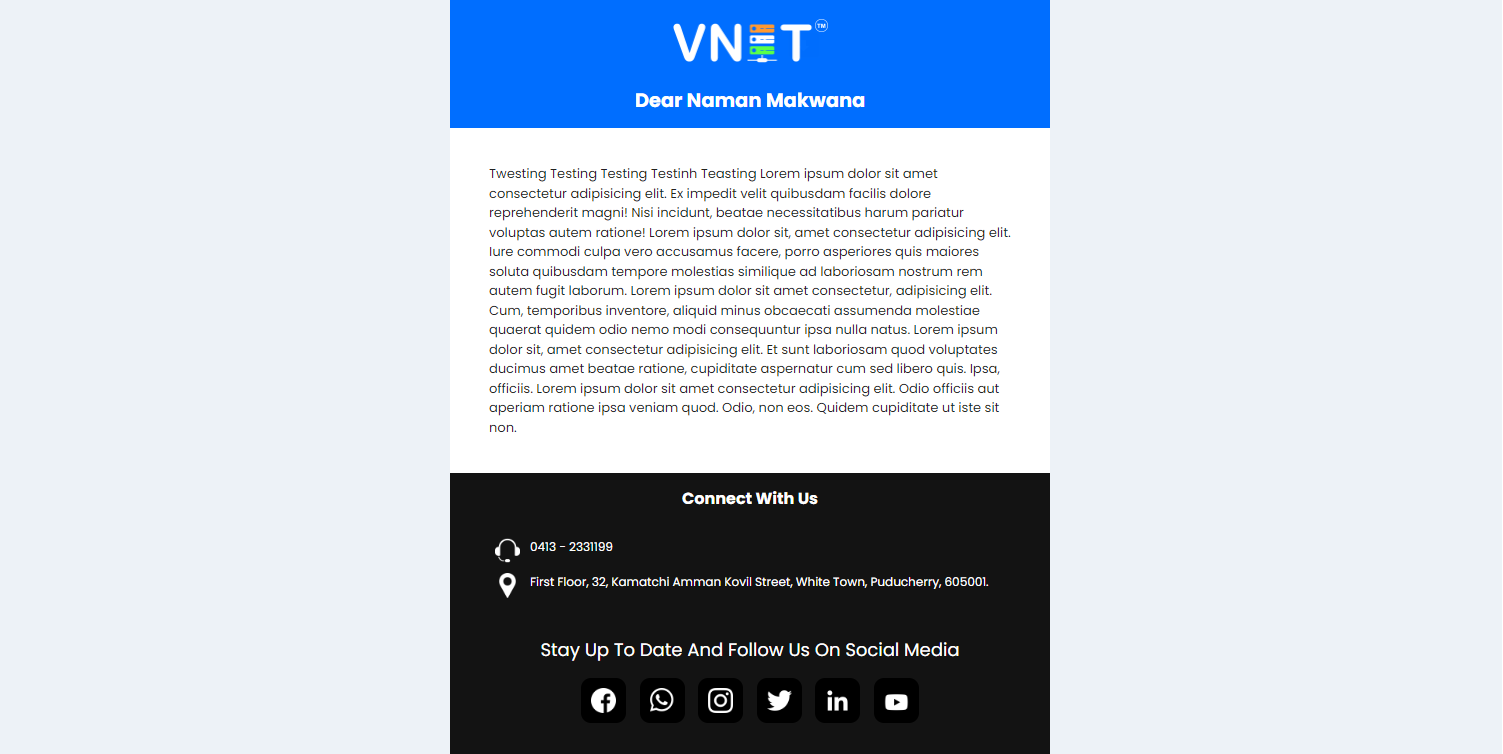 VNET™
Dear Naman Makwana
Twesting Testing Testing Testinh Teasting Lorem ipsum dolor sit amet
consectetur adipisicing elit. Ex impedit velit quibusdam facilis dolore
reprehenderit magni! Nisi incidunt, beatae necessitatibus harum pariatur
voluptas autem ratione! Lorem ipsum dolor sit, amet consectetur adipisicing elit.
Iure commodi culpa vero accusamus facere, porro asperiores quis maiores
soluta quibusdam tempore molestias similique ad laboriosam nostrum rem
autem fugit laborum. Lorem ipsum dolor sit amet consectetur, adipisicing elit.
Cum, temporibus inventore, aliquid minus obcaecati assumenda molestiae
quaerat quidem odio nemo modi consequuntur ipsa nulla natus. Lorem ipsum
dolor sit, amet consectetur adipisicing elit. Et sunt laboriosam quod voluptates
ducimus amet beatae ratione, cupiditate aspernatur cum sed libero quis. Ipsa,
officiis. Lorem ipsum dolor sit amet consectetur adipisicing elit. Odio officiis aut
aperiam ratione ipsa veniam quod. Odio, non eos. Quidem cupiditate ut iste sit
non.
Connect With Us
0413 - 2331199
First Floor, 32, Kamatchi Amman Kovil Street, White Town, Puducherry, 605001.
Stay Up To Date And Follow Us On Social Media